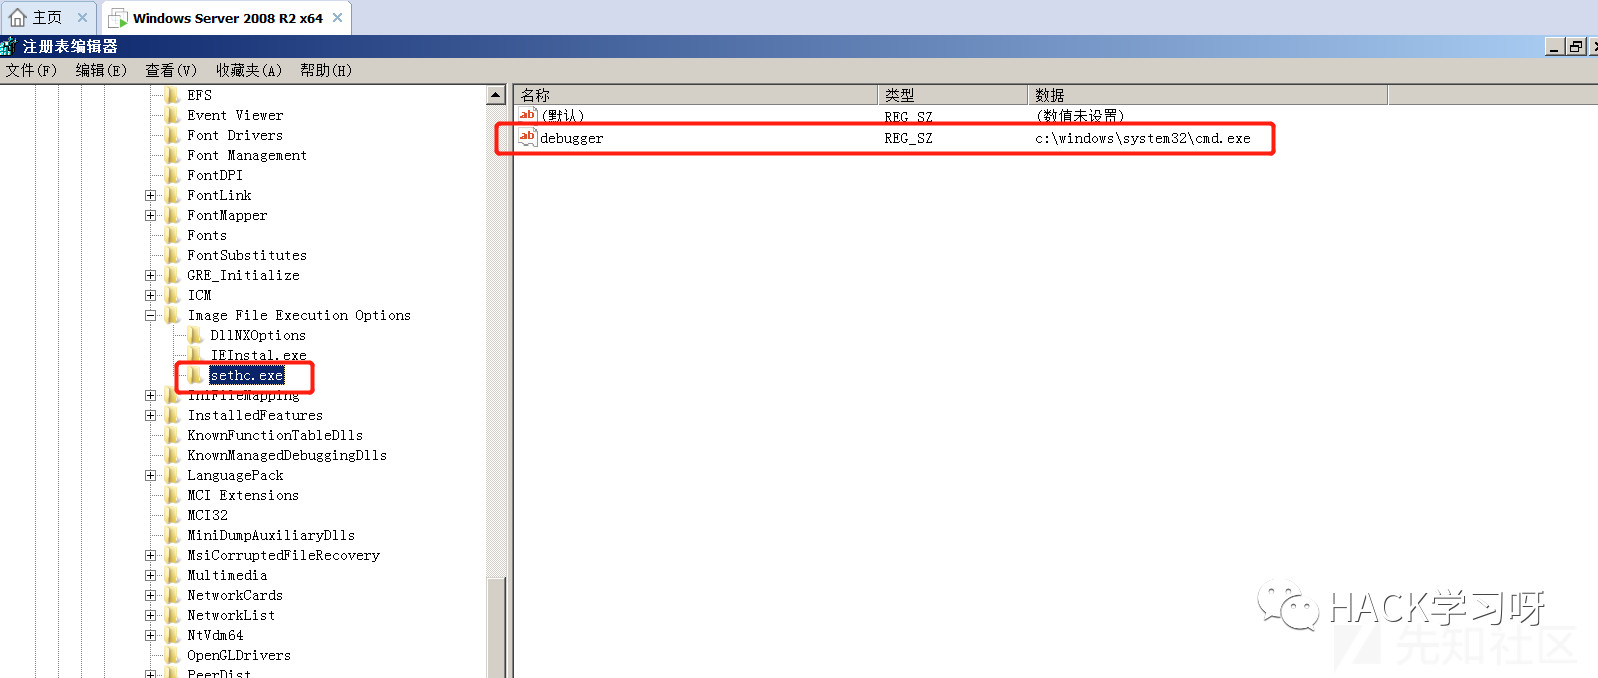 主页
Windows Server 2008 R2 x64
注册表编辑器
文件(F) 编辑(E) 查看(V) 收藏夹(A) 帮助(H)
EFS
Event Viewer
Font Drivers
Font Management
FontDPI
FontLink
FontMapper
Fonts
FontSubstitutes
GRE_Initialize
ICM
Image File Execution Options
DllNXOptions
IEInstal.exe
sethc.exe
IniFileMapping
InstalledFeatures
KnownFunctionTableDlls
KnownManagedDebuggingDlls
LanguagePack
MCI Extensions
MCI32
MiniDumpAuxiliaryDlls
MsiCorruptedFileRecovery
Multimedia
NetworkCards
NetworkList
NtVdm64
OpenGLDrivers
PeerDist
名称 类型 数据
(默认) REG_SZ (数值未设置)
debugger REG_SZ c:\windows\system32\cmd.exe
HACK学习呀
先知社区